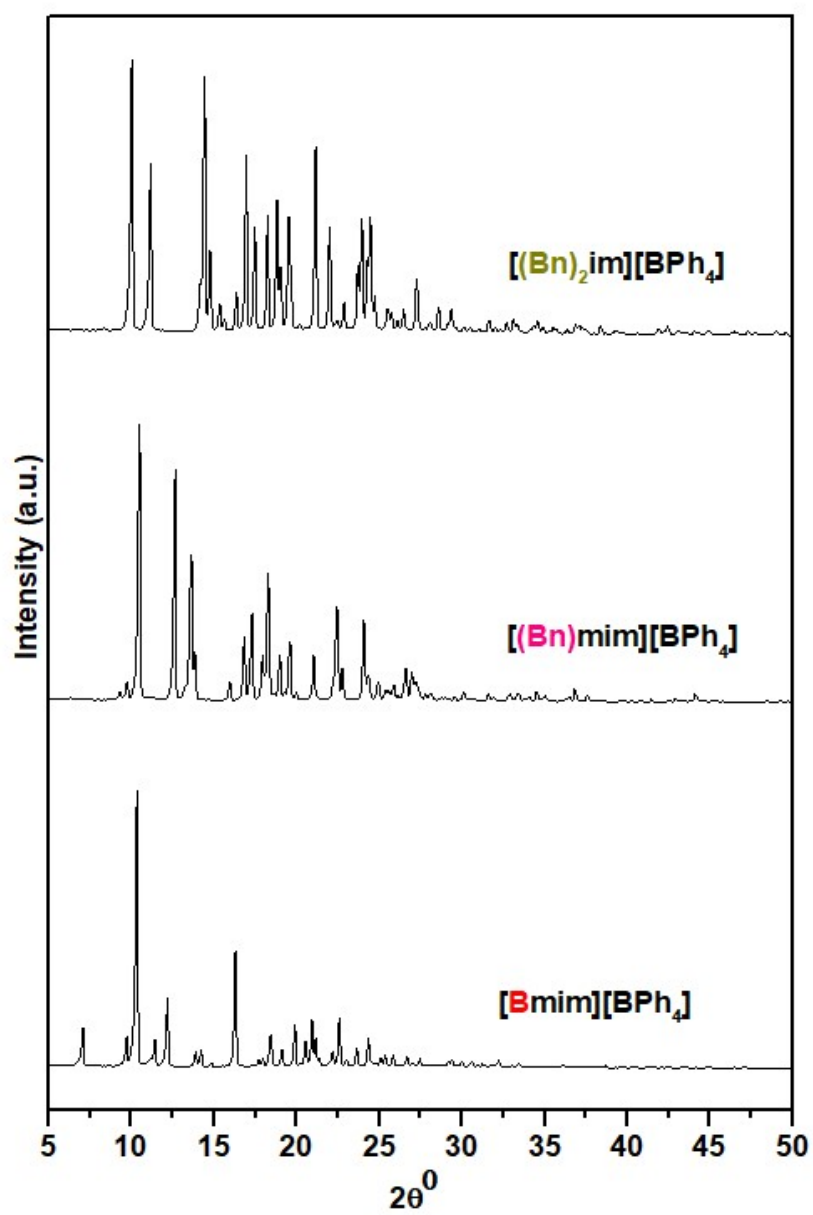 [(Bn)₂im][BPh₄]
Intensity (a.u.)
[(Bn)mim][BPh₄]
[Bmim][BPh₄]
5 10 15 20 25 30 35 40 45 50
2θ⁰